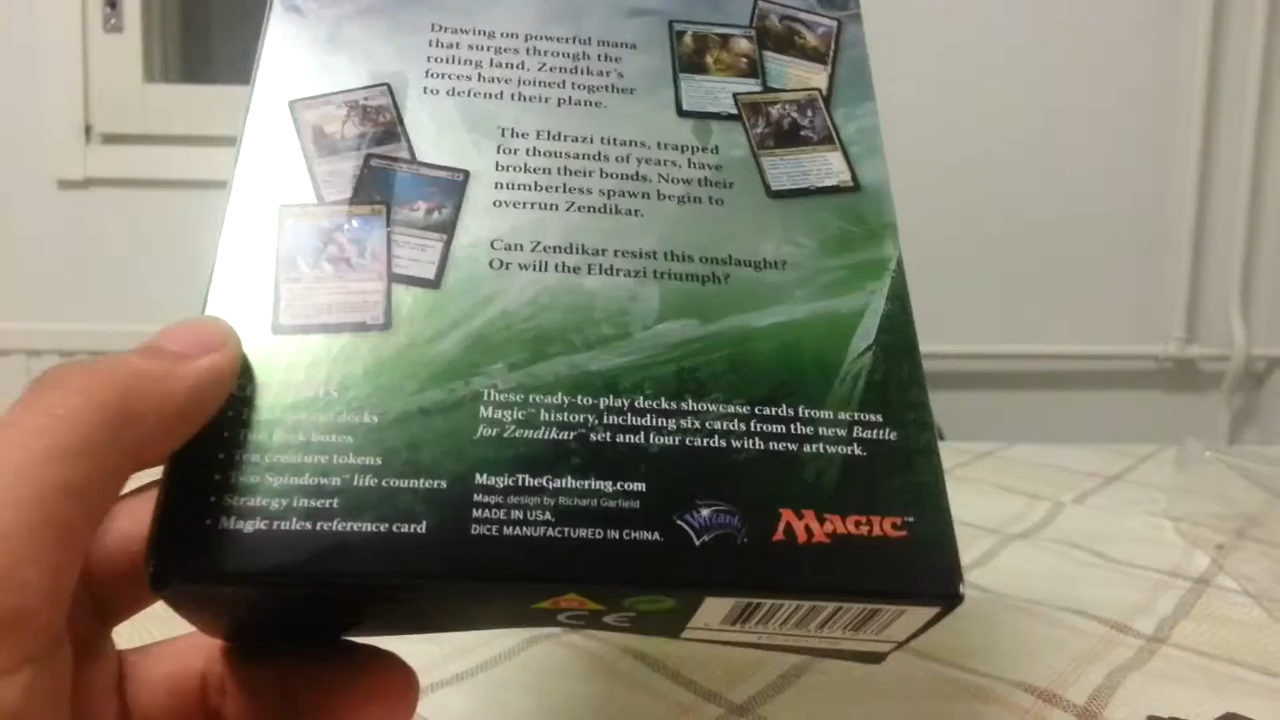 Drawing on powerful mana
that surges through the
roiling land, Zendikar's
forces have joined together
to defend their plane.
The Eldrazi titans, trapped
for thousands of years, have
broken their bonds. Now their
numberless spawn begin to
overrun Zendikar.
Can Zendikar resist this onslaught?
Or will the Eldrazi triumph?
decks
boxes
Ten creature tokens
Two Spindown™ life counters
• Strategy insert
• Magic rules reference card
These ready-to-play decks showcase cards from across
Magic™ history, including six cards from the new Battle
for Zendikar™ set and four cards with new artwork.
MagicTheGathering.com
Magic design by Richard Garfield
MADE IN USA,
DICE MANUFACTURED IN CHINA.
Wizards
MAGIC™
CE